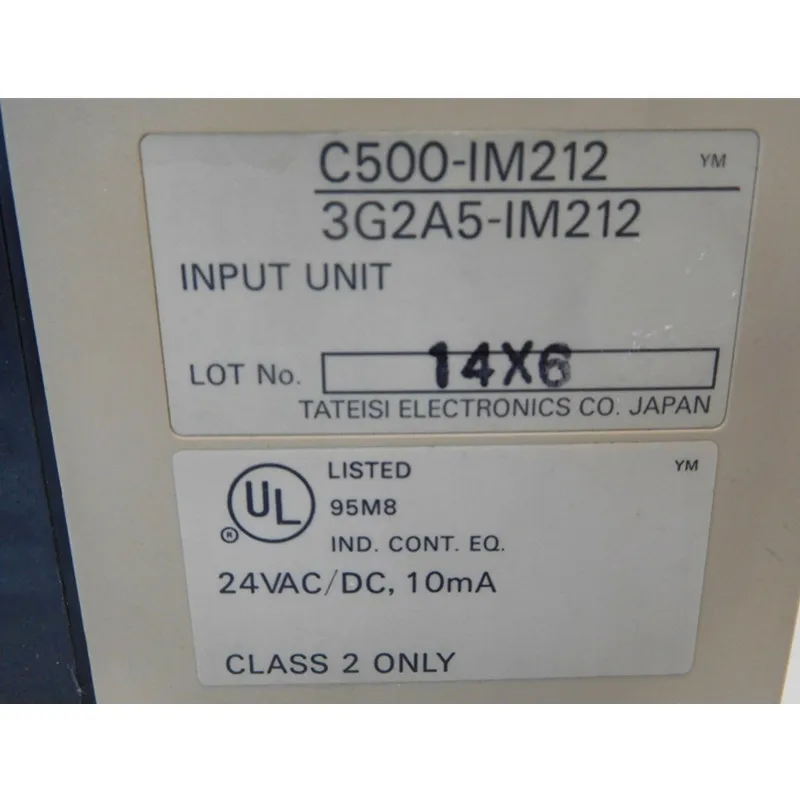 C500-IM212 YM
3G2A5-IM212
INPUT UNIT
LOT No. 14X6
TATEISI ELECTRONICS CO. JAPAN
UL ® LISTED YM
95M8
IND. CONT. EQ.
24VAC/DC, 10mA
CLASS 2 ONLY